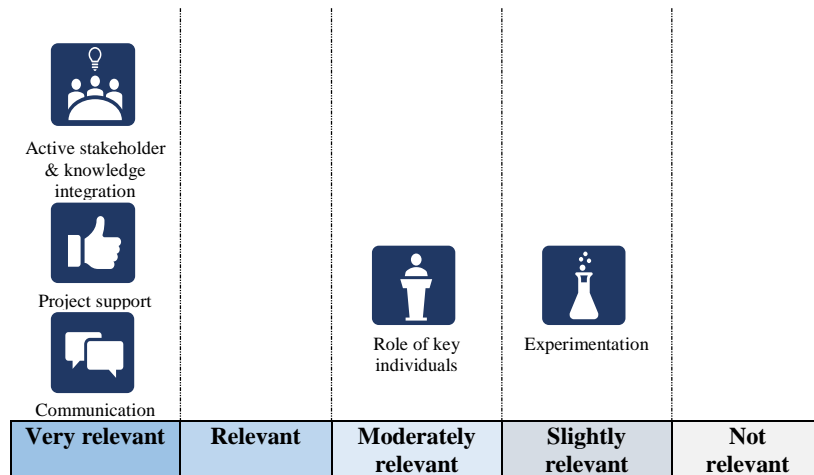 Active stakeholder
& knowledge
integration
Project support
Communication
Role of key
individuals
Experimentation
Very relevant
Relevant
Moderately
relevant
Slightly
relevant
Not
relevant